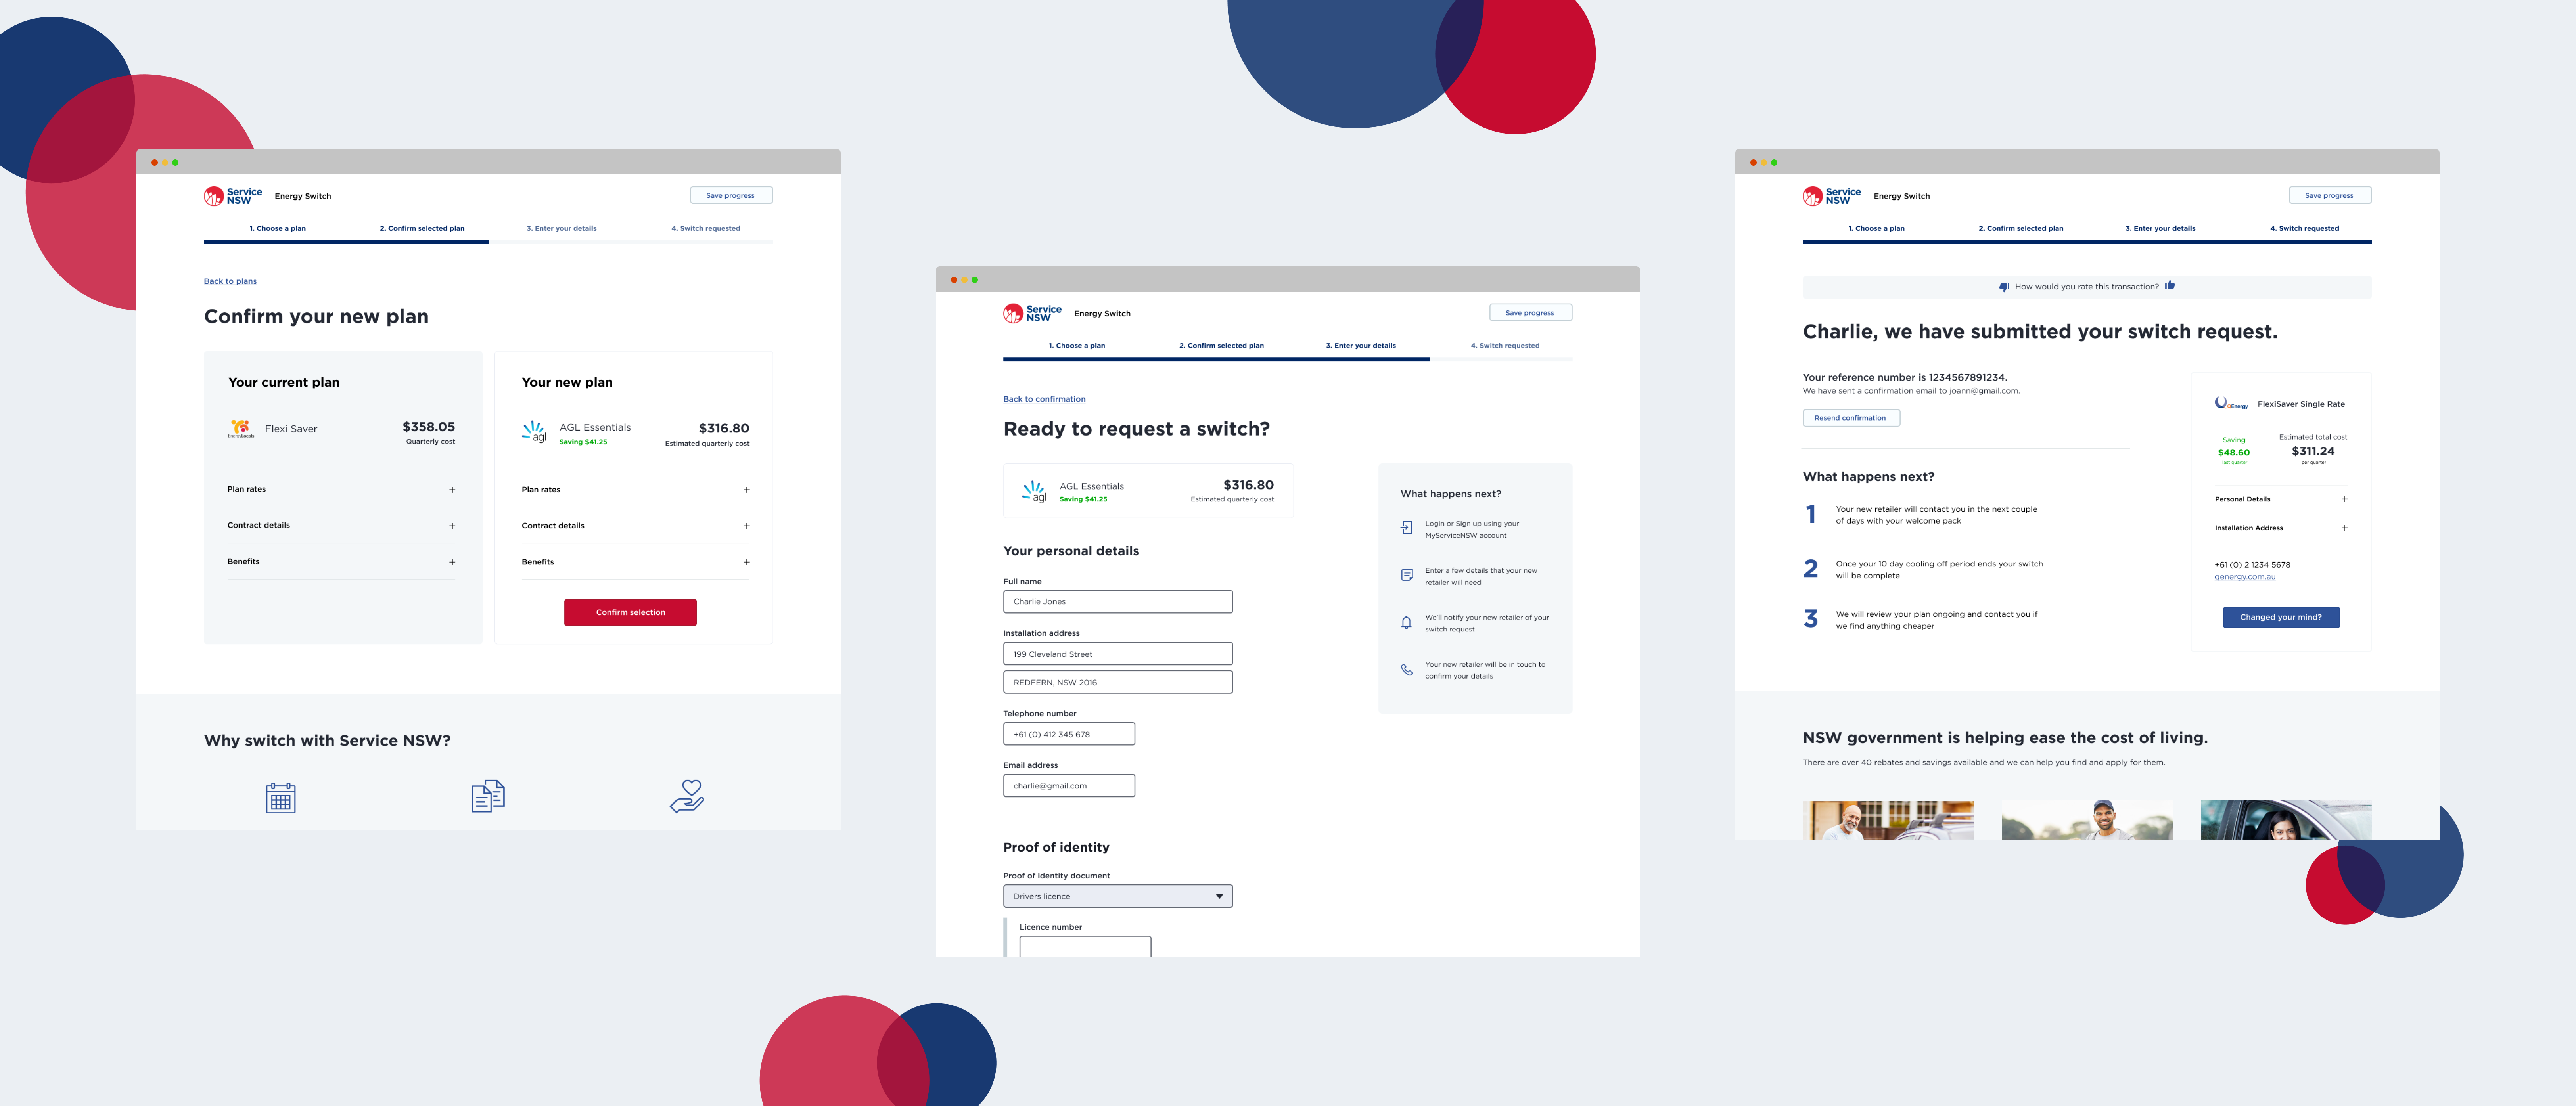 Service
NSW
Energy Switch
Save progress
1. Choose a plan
2. Confirm selected plan
3. Enter your details
4. Switch requested
Back to plans
Confirm your new plan
Your current plan
EnergyLocals
Flexi Saver
$358.05
Quarterly cost
Plan rates
Contract details
Benefits
Your new plan
agl
AGL Essentials
Saving $41.25
$316.80
Estimated quarterly cost
Plan rates
Contract details
Benefits
Confirm selection
Why switch with Service NSW?
Service
NSW
Energy Switch
Save progress
1. Choose a plan
2. Confirm selected plan
3. Enter your details
4. Switch requested
Back to confirmation
Ready to request a switch?
agl
AGL Essentials
Saving $41.25
$316.80
Estimated quarterly cost
Your personal details
Full name
Charlie Jones
Installation address
199 Cleveland Street
REDFERN, NSW 2016
Telephone number
+61 (0) 412 345 678
Email address
charlie@gmail.com
Proof of identity
Proof of identity document
Drivers licence
Licence number
What happens next?
Login or Sign up using your
MyServiceNSW account
Enter a few details that your new
retailer will need
We'll notify your new retailer of your
switch request
Your new retailer will be in touch to
confirm your details
Service
NSW
Energy Switch
Save progress
1. Choose a plan
2. Confirm selected plan
3. Enter your details
4. Switch requested
How would you rate this transaction?
Charlie, we have submitted your switch request.
Your reference number is 1234567891234.
We have sent a confirmation email to joann@gmail.com.
Resend confirmation
What happens next?
1
Your new retailer will contact you in the next couple
of days with your welcome pack
2
Once your 10 day cooling off period ends your switch
will be complete
3
We will review your plan ongoing and contact you if
we find anything cheaper
QEnergy
FlexiSaver Single Rate
Saving
$48.60
last quarter
Estimated total cost
$311.24
per quarter
Personal Details
Installation Address
+61 (0) 2 1234 5678
qenergy.com.au
Changed your mind?
NSW government is helping ease the cost of living.
There are over 40 rebates and savings available and we can help you find and apply for them.